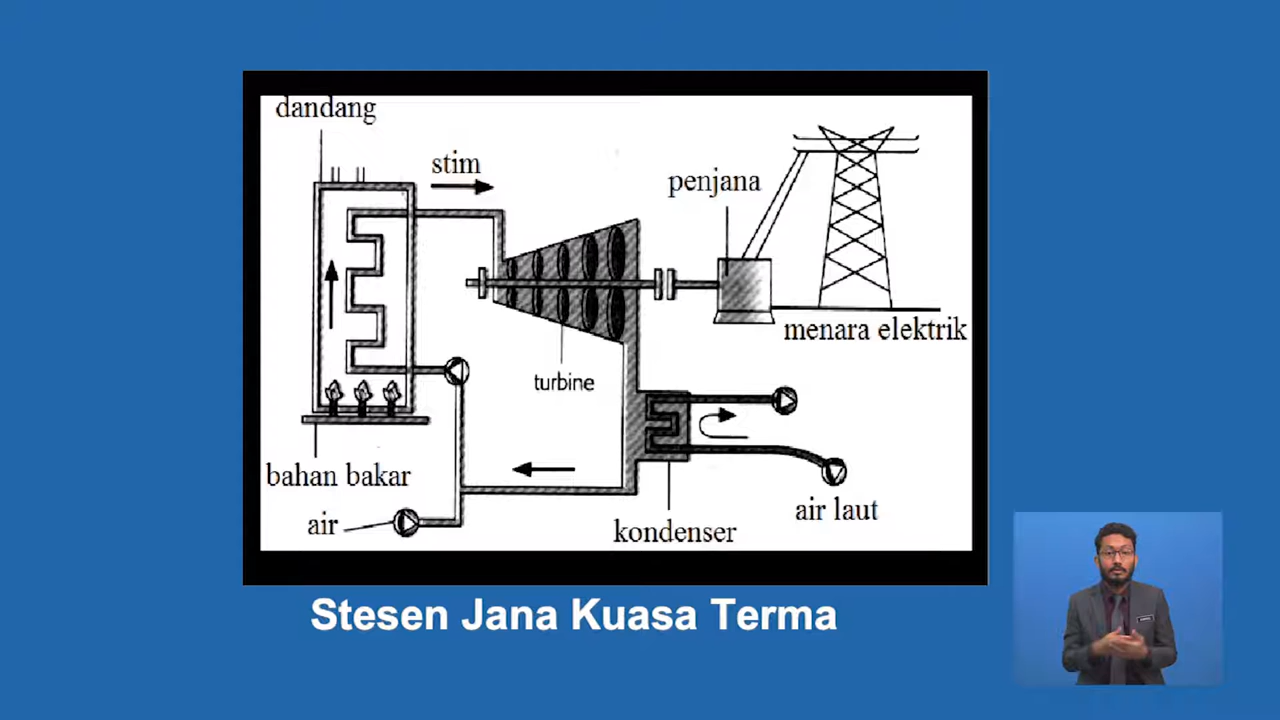 dandang
stim
penjana
menara elektrik
turbine
bahan bakar
air laut
air
kondenser
Stesen Jana Kuasa Terma